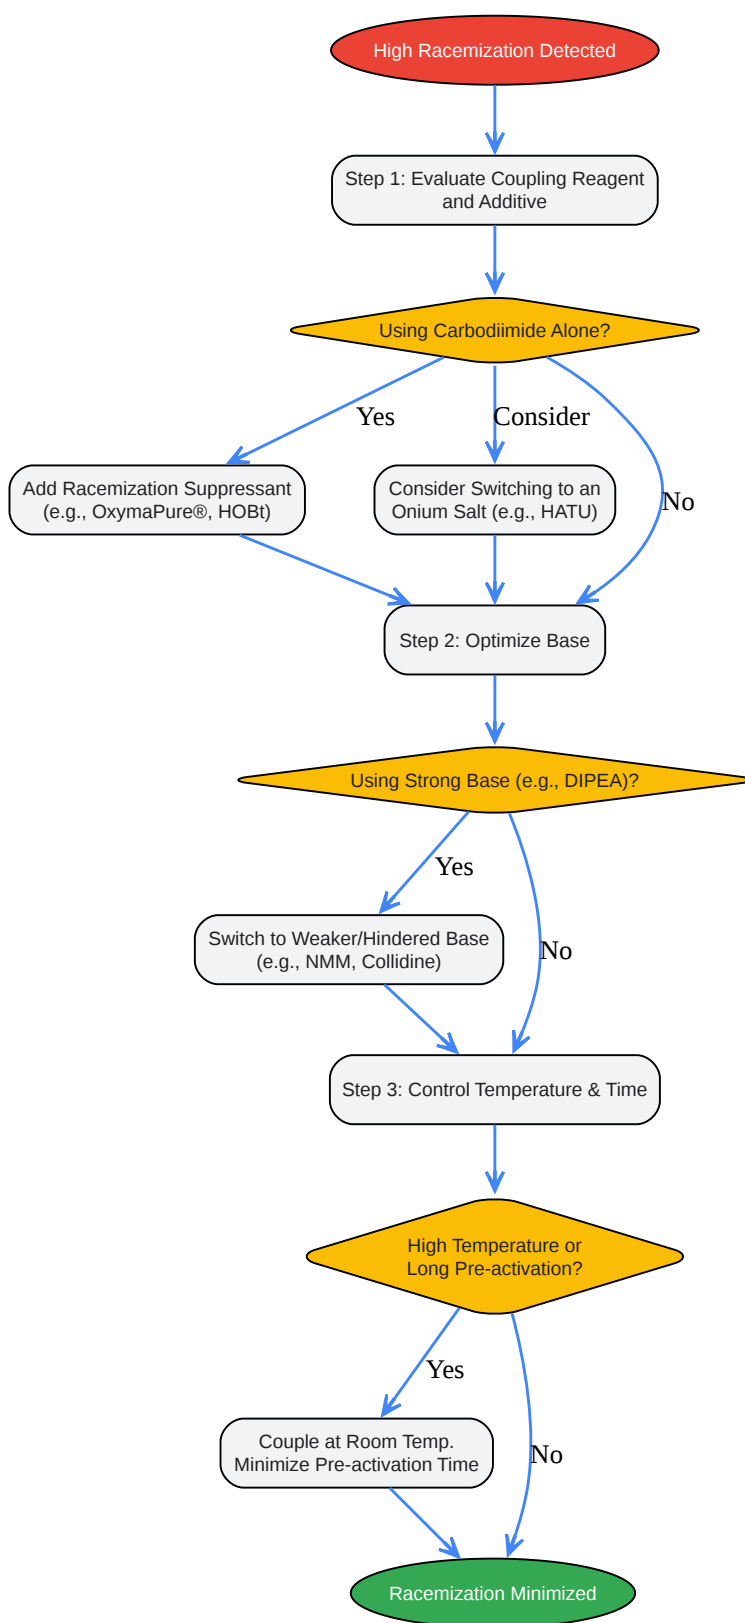 High Racemization Detected
Step 1: Evaluate Coupling Reagent
and Additive
Using Carbodiimide Alone?
Yes
Consider
No
Add Racemization Suppressant
(e.g., OxymaPure®, HOBt)
Consider Switching to an
Onium Salt (e.g., HATU)
Step 2: Optimize Base
Using Strong Base (e.g., DIPEA)?
Yes
No
Switch to Weaker/Hindered Base
(e.g., NMM, Collidine)
Step 3: Control Temperature & Time
High Temperature or
Long Pre-activation?
Yes
No
Couple at Room Temp.
Minimize Pre-activation Time
Racemization Minimized